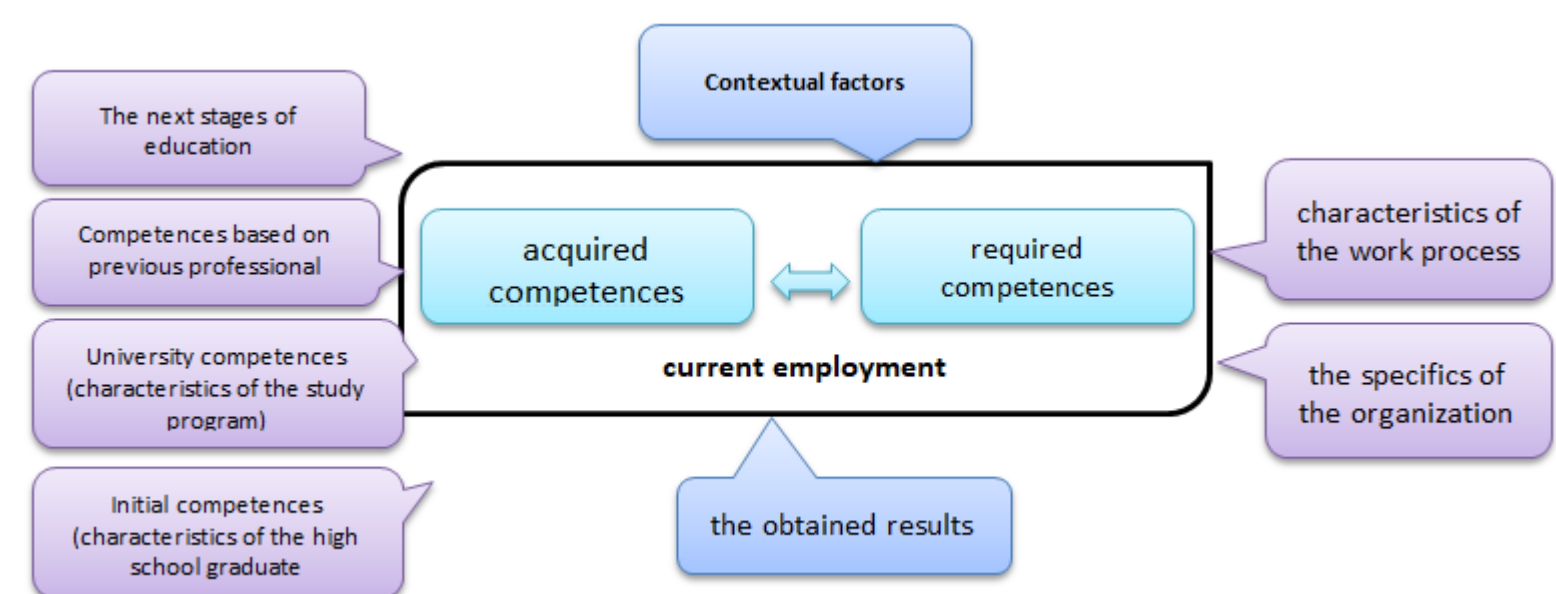 Contextual factors
The next stages of
education
Competences based on
previous professional
University competences
(characteristics of the study
program)
Initial competences
(characteristics of the high
school graduate
acquired
competences
required
competences
current employment
characteristics of
the work process
the specifics of
the organization
the obtained results